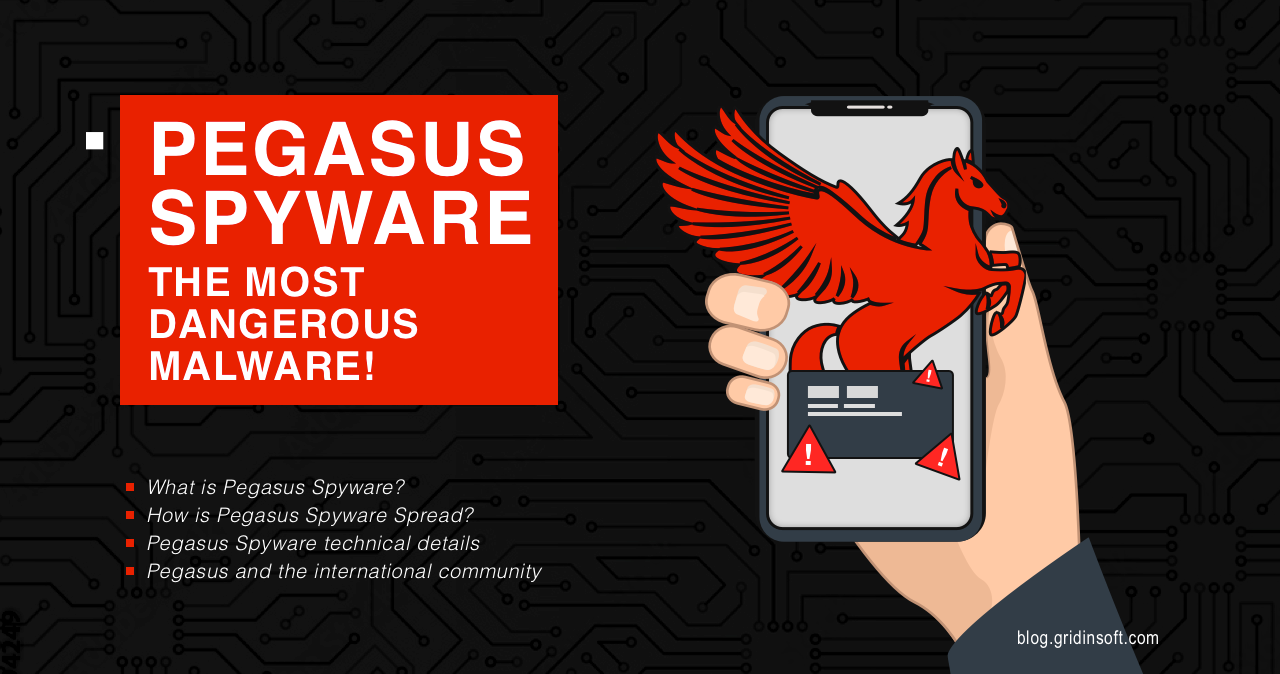 PEGASUS
SPYWARE
THE MOST
DANGEROUS
MALWARE!
What is Pegasus Spyware?
How is Pegasus Spyware Spread?
Pegasus Spyware technical details
Pegasus and the international community
!
!
!
blog.gridinsoft.com